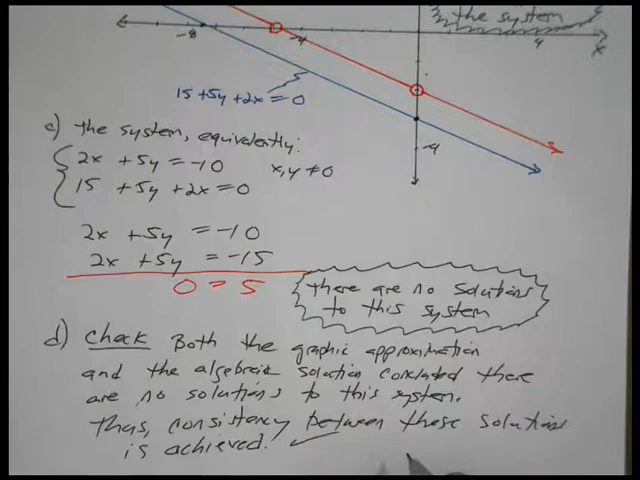 the system
-8
-4
4
x
15 + 5y + 2x = 0
-4
c) the system, equivalently:
2x + 5y = -10 x, y ≠ 0
15 + 5y + 2x = 0
2x + 5y = -10
2x + 5y = -15
0 = 5
There are no solutions
to this system
d) Check Both the graphic approximation
and the algebraic solution concluded there
are no solutions to this system.
Thus, consistency between these solutions
is achieved. ✓